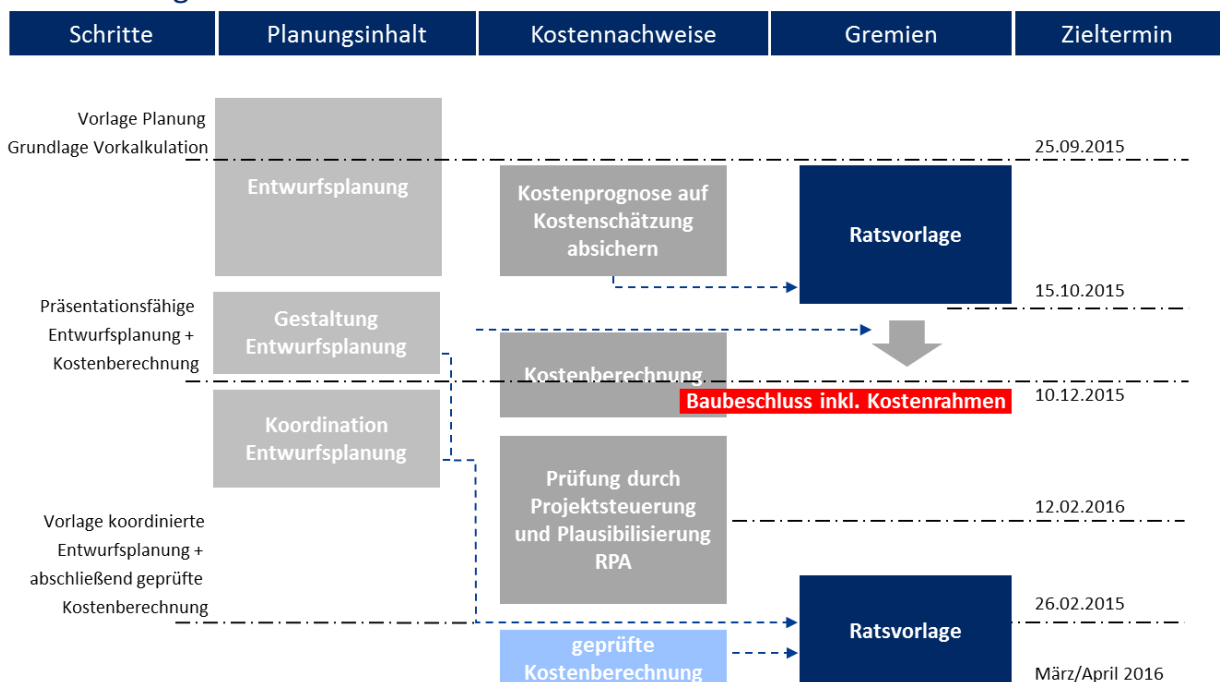 Schritte
Planungsinhalt
Kostennachweise
Gremien
Zieltermin
Vorlage Planung
Grundlage Vorkalkulation
25.09.2015
Entwurfsplanung
Kostenprognose auf
Kostenschätzung
absichern
Ratsvorlage
15.10.2015
Präsentationsfähige
Entwurfsplanung +
Kostenberechnung
Gestaltung
Entwurfsplanung
Kostenberechnung
Baubeschluss inkl. Kostenrahmen
10.12.2015
Koordination
Entwurfsplanung
Prüfung durch
Projektsteuerung
und Plausibilisierung
RPA
12.02.2016
Vorlage koordinierte
Entwurfsplanung +
abschließend geprüfte
Kostenberechnung
26.02.2015
Ratsvorlage
geprüfte
Kostenberechnung
März/April 2016